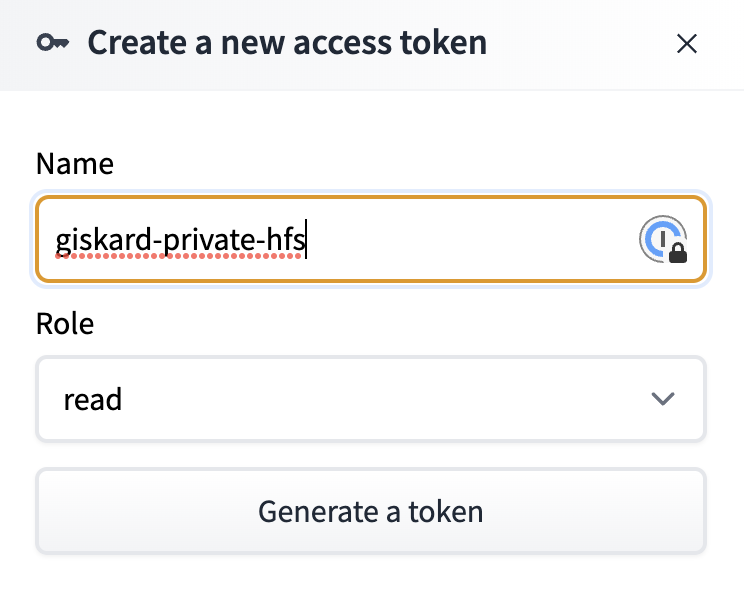 Create a new access token
Name
giskard-private-hfs
Role
read
Generate a token